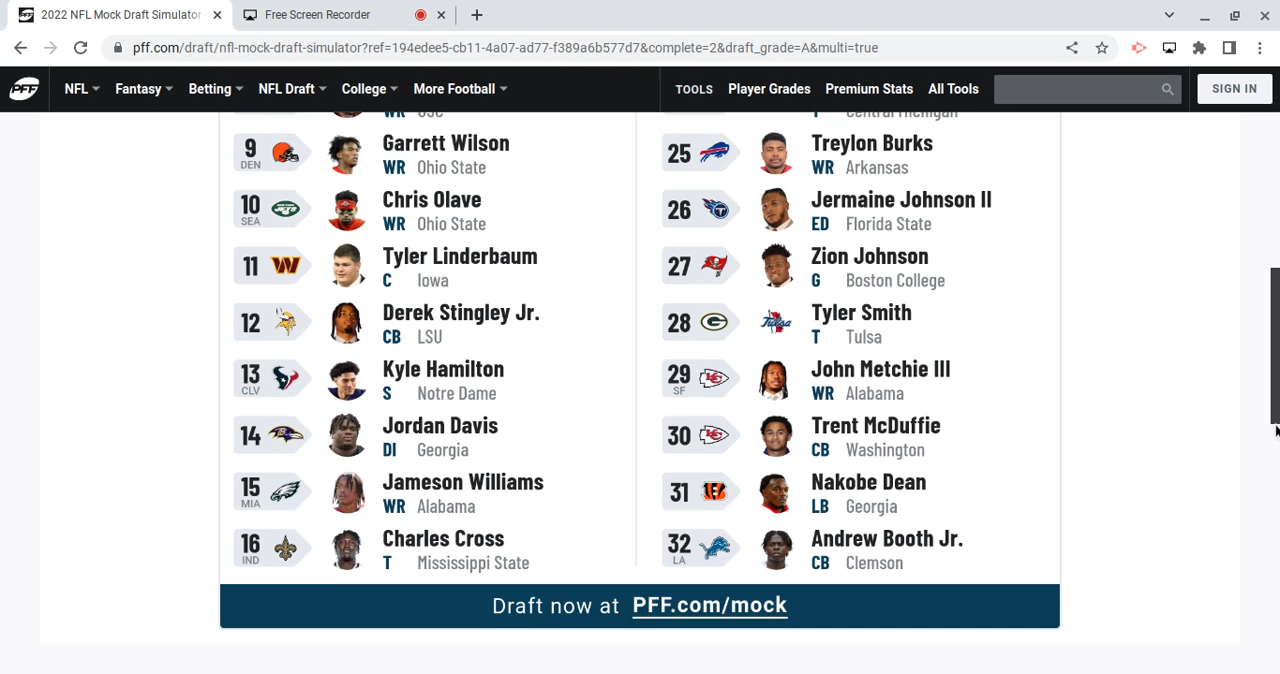 2022 NFL Mock Draft Simulator
Free Screen Recorder
pff.com/draft/nfl-mock-draft-simulator?ref=194edee5-cb11-4a07-ad77-f389a6b577d7&complete=2&draft_grade=A&multi=true
PFF NFL Fantasy Betting NFL Draft College More Football TOOLS Player Grades Premium Stats All Tools SIGN IN
WR USC
9 DEN Garrett Wilson
WR Ohio State
10 SEA Chris Olave
WR Ohio State
11 Tyler Linderbaum
C Iowa
12 Derek Stingley Jr.
CB LSU
13 CLV Kyle Hamilton
S Notre Dame
14 Jordan Davis
DI Georgia
15 MIA Jameson Williams
WR Alabama
16 IND Charles Cross
T Mississippi State
T Central Michigan
25 Treylon Burks
WR Arkansas
26 Jermaine Johnson II
ED Florida State
27 Zion Johnson
G Boston College
28 Tyler Smith
T Tulsa
29 SF John Metchie III
WR Alabama
30 Trent McDuffie
CB Washington
31 Nakobe Dean
LB Georgia
32 LA Andrew Booth Jr.
CB Clemson
Draft now at PFF.com/mock